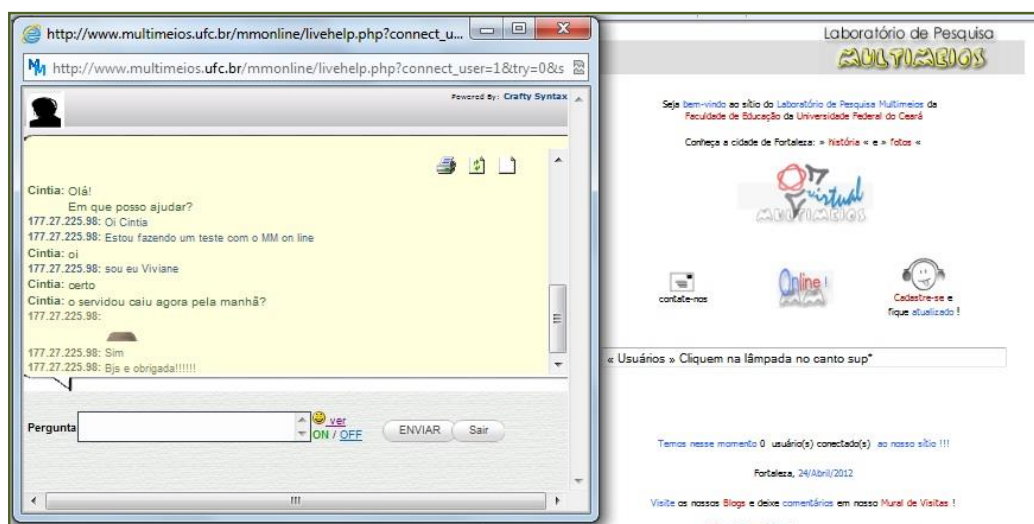 http://www.multimeios.ufc.br/mmonline/livehelp.php?connect_u...
http://www.multimeios.ufc.br/mmonline/livehelp.php?connect_user=1&try=0&s
Powered By: Crafty Syntax
Cintia: Olá!
Em que posso ajudar?
177.27.225.98: Oi Cintia
177.27.225.98: Estou fazendo um teste com o MM on line
Cintia: oi
177.27.225.98: sou eu Viviane
Cintia: certo
Cintia: o servidou caiu agora pela manhã?
177.27.225.98:
177.27.225.98: Sim
177.27.225.98: Bjs e obrigada!!!!!!
Pergunta
ver
ON / OFF
ENVIAR
Sair
Laboratório de Pesquisa
MULTIMEIOS
Seja bem-vindo ao sítio do Laboratório de Pesquisa Multimeios da
Faculdade de Educação da Universidade Federal do Ceará
Conheça a cidade de Fortaleza: » história « e » fotos «
virtual
MULTIMEIOS
contate-nos
Online !
MM
Cadastre-se e
fique atualizado !
« Usuários » Cliquem na lâmpada no canto sup*
Temos nesse momento 0 usuário(s) conectado(s) ao nosso sítio !!!
Fortaleza, 24/Abril/2012
Visite os nossos Blogs e deixe comentários em nosso Mural de Visitas !